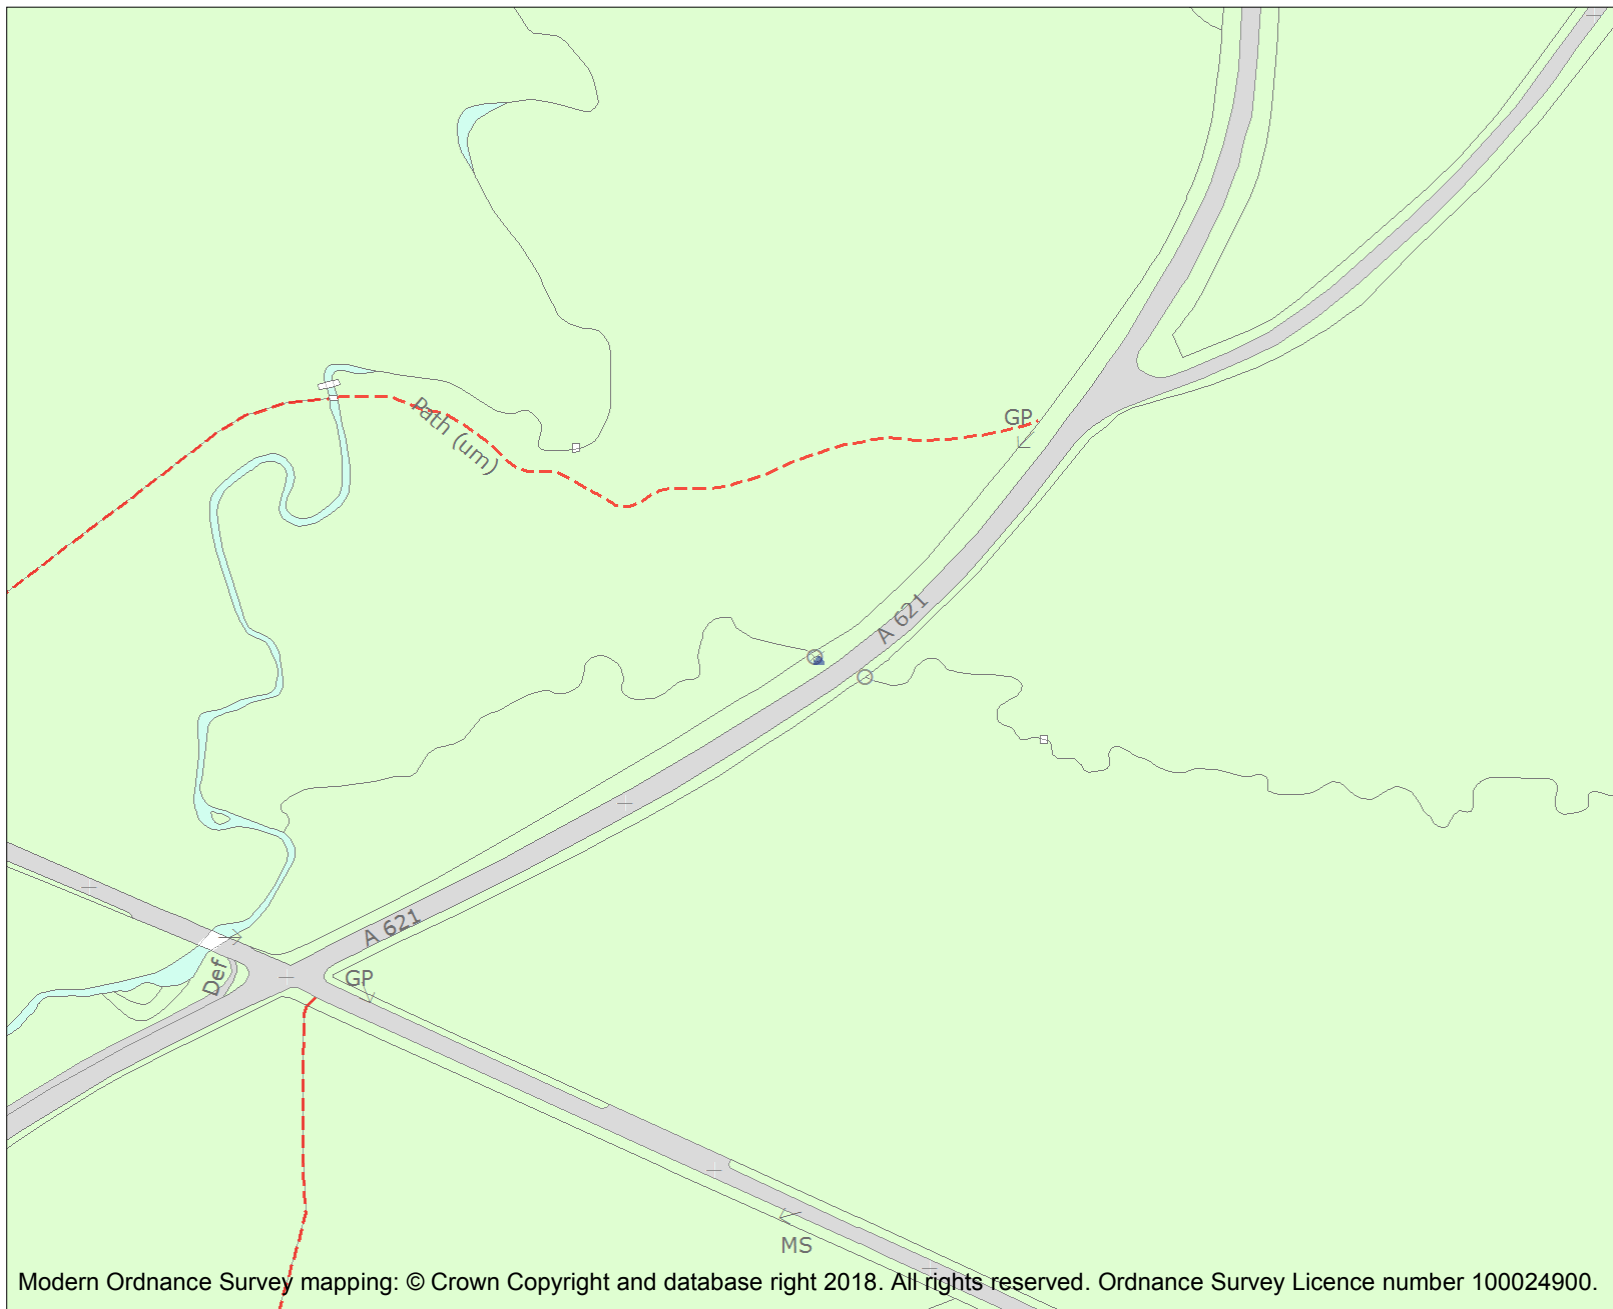 GP
Path (um)
A 621
A 621
Def
GP
MS
Modern Ordnance Survey mapping: © Crown Copyright and database right 2018. All rights reserved. Ordnance Survey Licence number 100024900.